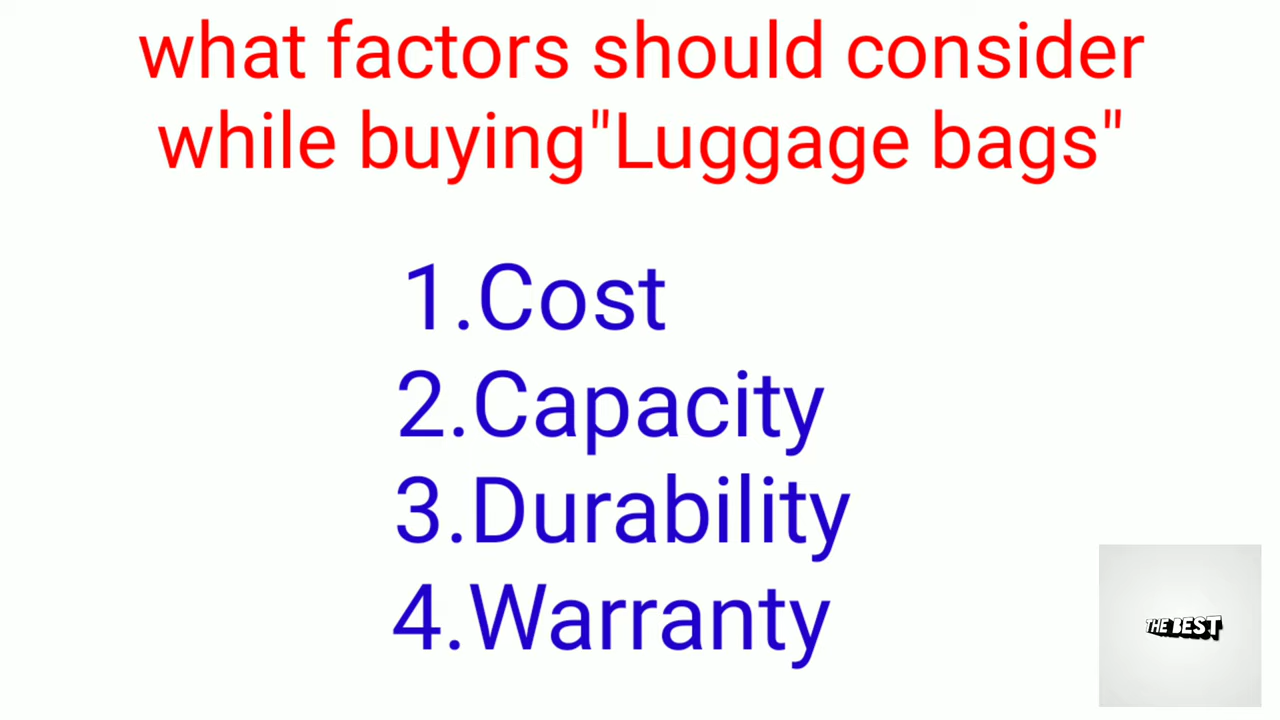 what factors should consider
while buying"Luggage bags"
1.Cost
2.Capacity
3.Durability
4.Warranty
THE BEST